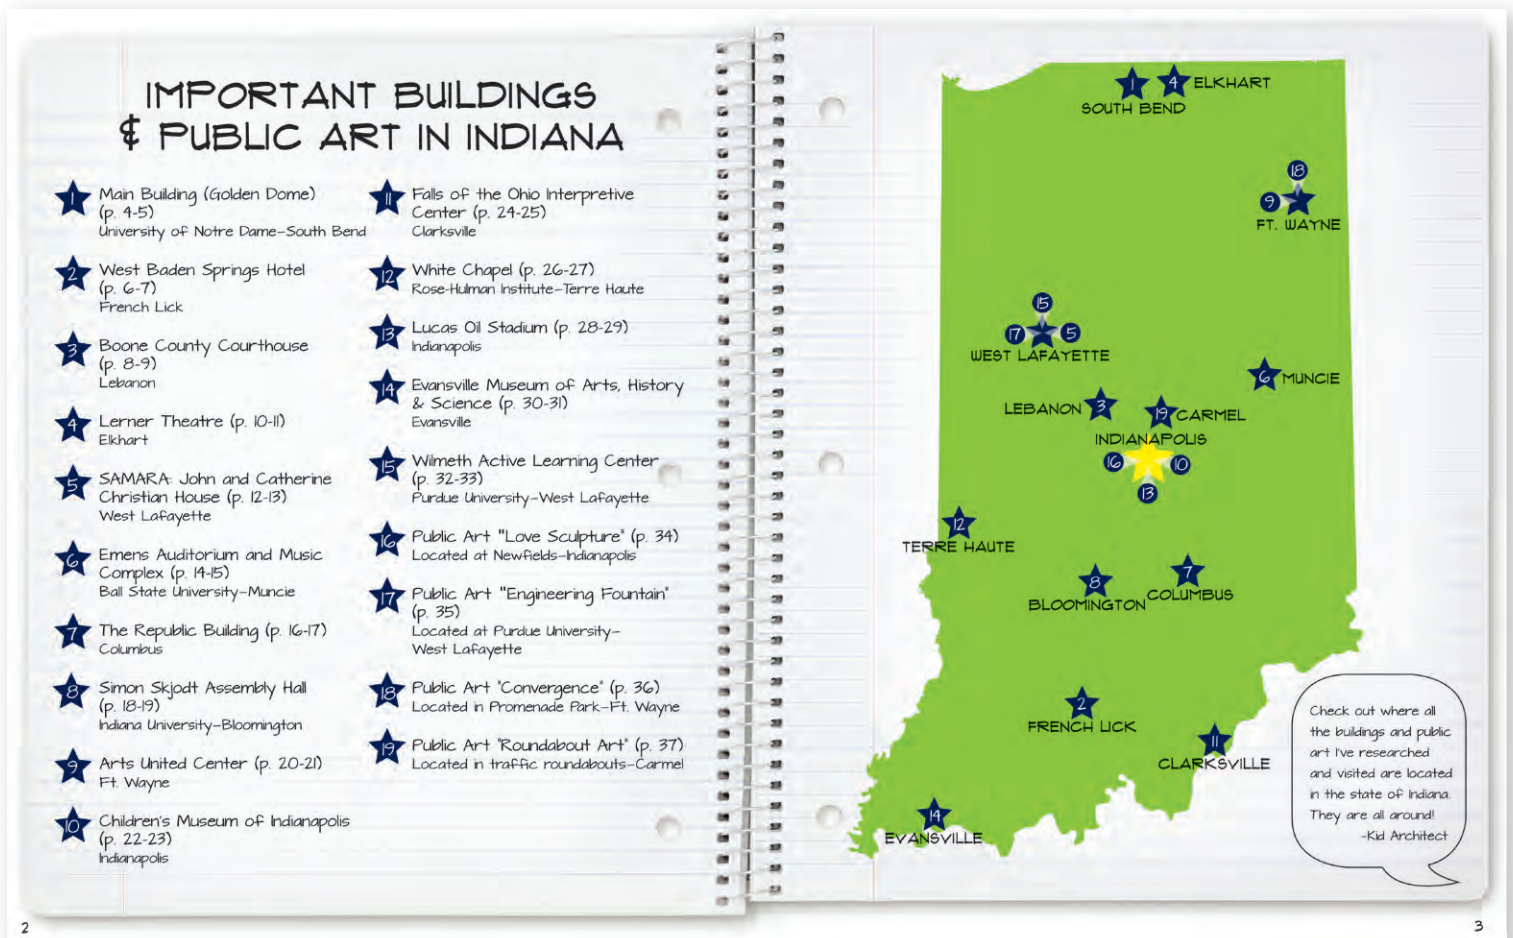 IMPORTANT BUILDINGS
& PUBLIC ART IN INDIANA
1 Main Building (Golden Dome)
(p. 4-5)
University of Notre Dame–South Bend
2 West Baden Springs Hotel
(p. 6-7)
French Lick
3 Boone County Courthouse
(p. 8-9)
Lebanon
4 Lerner Theatre (p. 10-11)
Elkhart
5 SAMARA: John and Catherine
Christian House (p. 12-13)
West Lafayette
6 Emens Auditorium and Music
Complex (p. 14-15)
Ball State University–Muncie
7 The Republic Building (p. 16-17)
Columbus
8 Simon Skjodt Assembly Hall
(p. 18-19)
Indiana University–Bloomington
9 Arts United Center (p. 20-21)
Ft. Wayne
10 Children's Museum of Indianapolis
(p. 22-23)
Indianapolis
11 Falls of the Ohio Interpretive
Center (p. 24-25)
Clarksville
12 White Chapel (p. 26-27)
Rose-Hulman Institute–Terre Haute
13 Lucas Oil Stadium (p. 28-29)
Indianapolis
14 Evansville Museum of Arts, History
& Science (p. 30-31)
Evansville
15 Wilmeth Active Learning Center
(p. 32-33)
Purdue University–West Lafayette
16 Public Art "Love Sculpture" (p. 34)
Located at Newfields–Indianapolis
17 Public Art "Engineering Fountain"
(p. 35)
Located at Purdue University–
West Lafayette
18 Public Art "Convergence" (p. 36)
Located in Promenade Park–Ft. Wayne
19 Public Art "Roundabout Art" (p. 37)
Located in traffic roundabouts–Carmel
2
1 4 ELKHART
SOUTH BEND
18
9
FT. WAYNE
15
17 5
WEST LAFAYETTE
6 MUNCIE
LEBANON 3
19 CARMEL
INDIANAPOLIS
16 10
13
12
TERRE HAUTE
8
BLOOMINGTON
7
COLUMBUS
2
FRENCH LICK
11
CLARKSVILLE
14
EVANSVILLE
Check out where all
the buildings and public
art I've researched
and visited are located
in the state of Indiana.
They are all around!
-Kid Architect
3